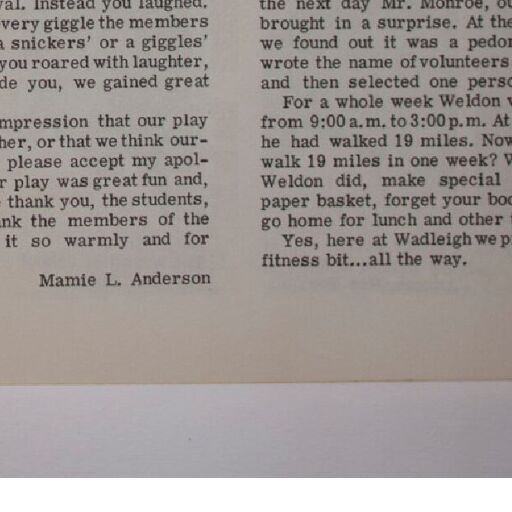 val. Instead you laughed.
very giggle the members
a snickers' or a giggles'
you roared with laughter,
de you, we gained great
mpression that our play
her, or that we think our-
please accept my apol-
r play was great fun and,
thank you, the students,
ank the members of the
it so warmly and for
Mamie L. Anderson
the next day Mr. Monroe, ou
brought in a surprise. At the
we found out it was a pedom
wrote the name of volunteers
and then selected one perso
For a whole week Weldon w
from 9:00 a.m. to 3:00 p.m. At
he had walked 19 miles. Now
walk 19 miles in one week? W
Weldon did, make special
paper basket, forget your boo
go home for lunch and other
Yes, here at Wadleigh we p
fitness bit...all the way.